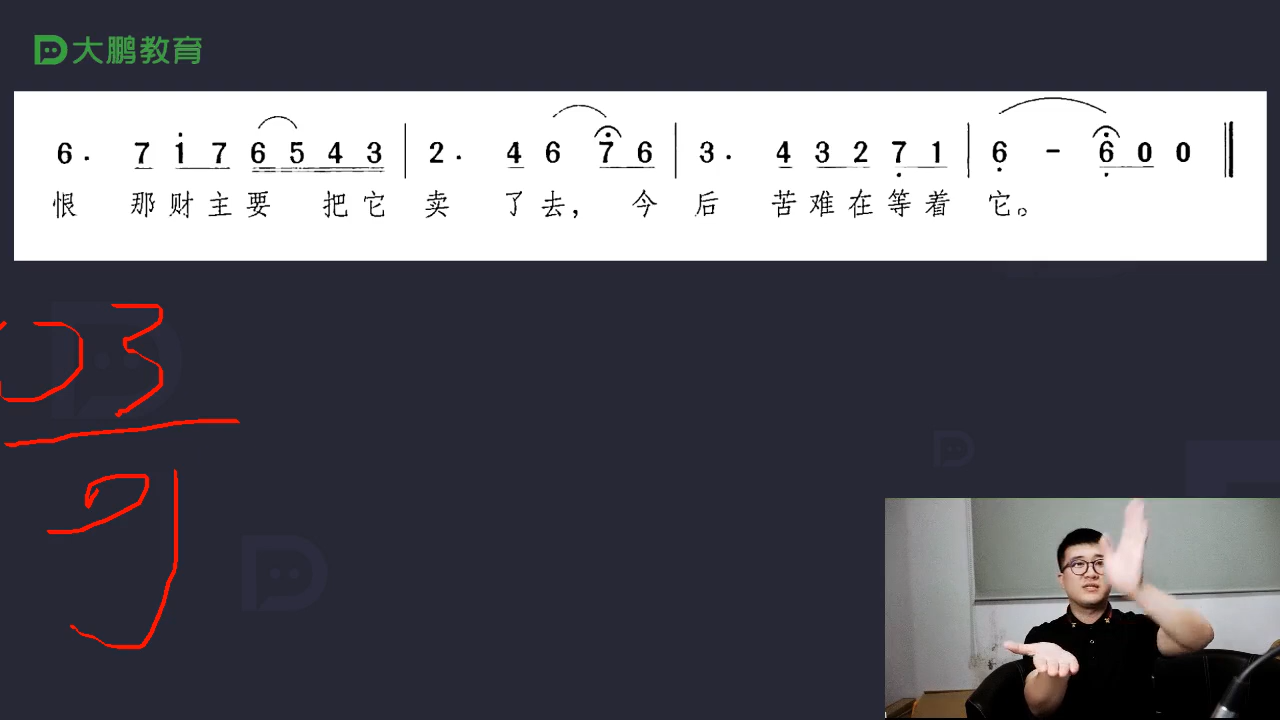 大鹏教育
6. 7 1 7 6 5 4 3 | 2. 4 6 7 6 | 3. 4 3 2 7 1 | 6 - 6 0 0 ‖
恨 那财主要 把它 卖 了去，今 后 苦难在等着 它。
03